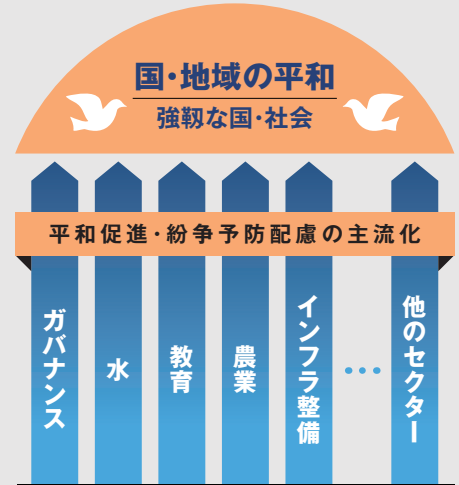 国・地域の平和
強靱な国・社会
平和促進・紛争予防配慮の主流化
ガバナンス
水
教育
農業
インフラ整備
…
他のセクター